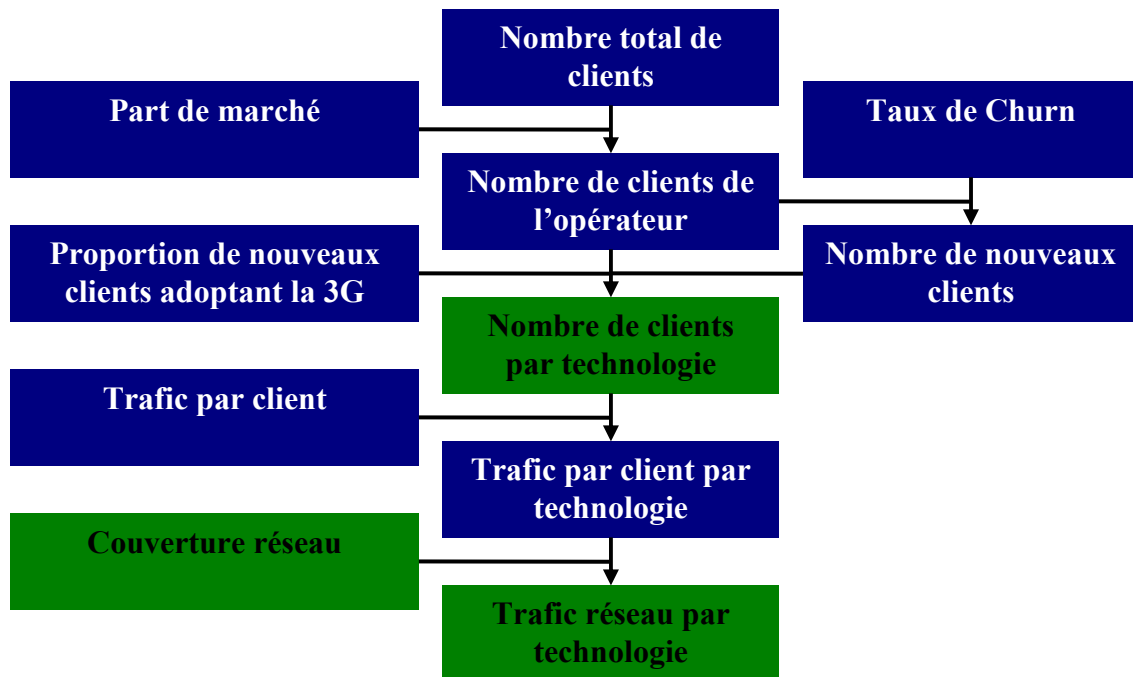 Nombre total de
clients
Part de marché
Taux de Churn
Nombre de clients de
l’opérateur
Proportion de nouveaux
clients adoptant la 3G
Nombre de nouveaux
clients
Nombre de clients
par technologie
Trafic par client
Trafic par client par
technologie
Couverture réseau
Trafic réseau par
technologie